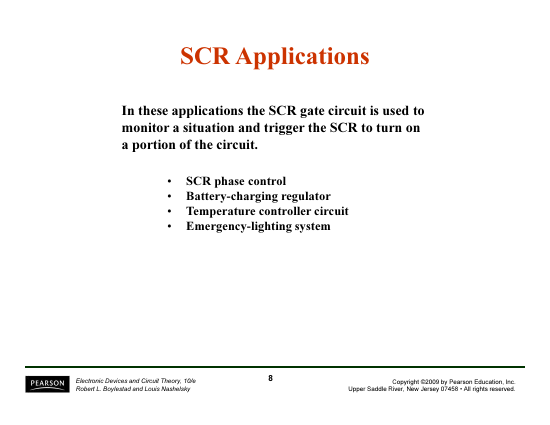 SCR Applications
In these applications the SCR gate circuit is used to
monitor a situation and trigger the SCR to turn on
a portion of the circuit.
• SCR phase control
• Battery-charging regulator
• Temperature controller circuit
• Emergency-lighting system
PEARSON
Electronic Devices and Circuit Theory, 10/e
Robert L. Boylestad and Louis Nashelsky
8
Copyright ©2009 by Pearson Education, Inc.
Upper Saddle River, New Jersey 07458 • All rights reserved.